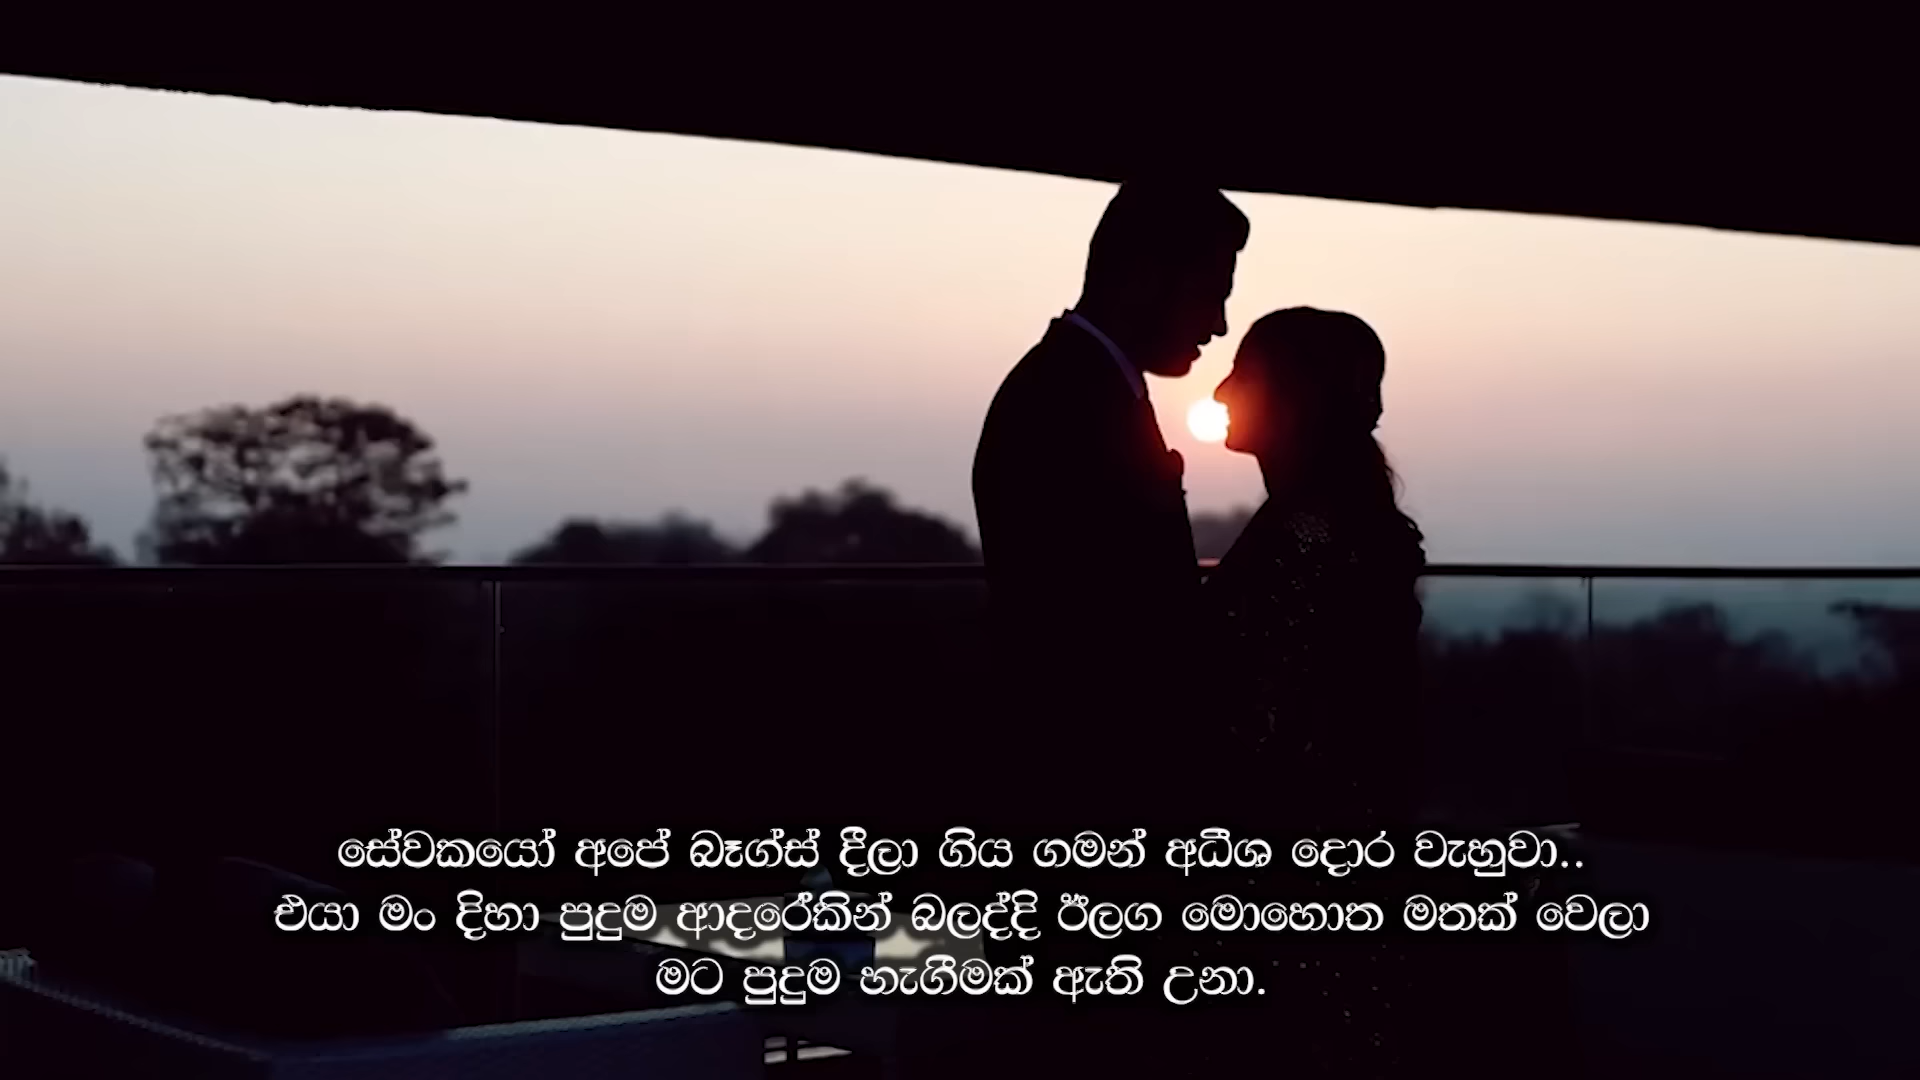 සේවකයෝ අපේ බෑග්ස් දීලා ගිය ගමන් අධීශ දොර වැහුවා..
එයා මං දිහා පුදුම ආදරේකින් බලද්දි ඊලග මොහොත මතක් වෙලා
මට පුදුම හැගීමක් ඇති උනා.